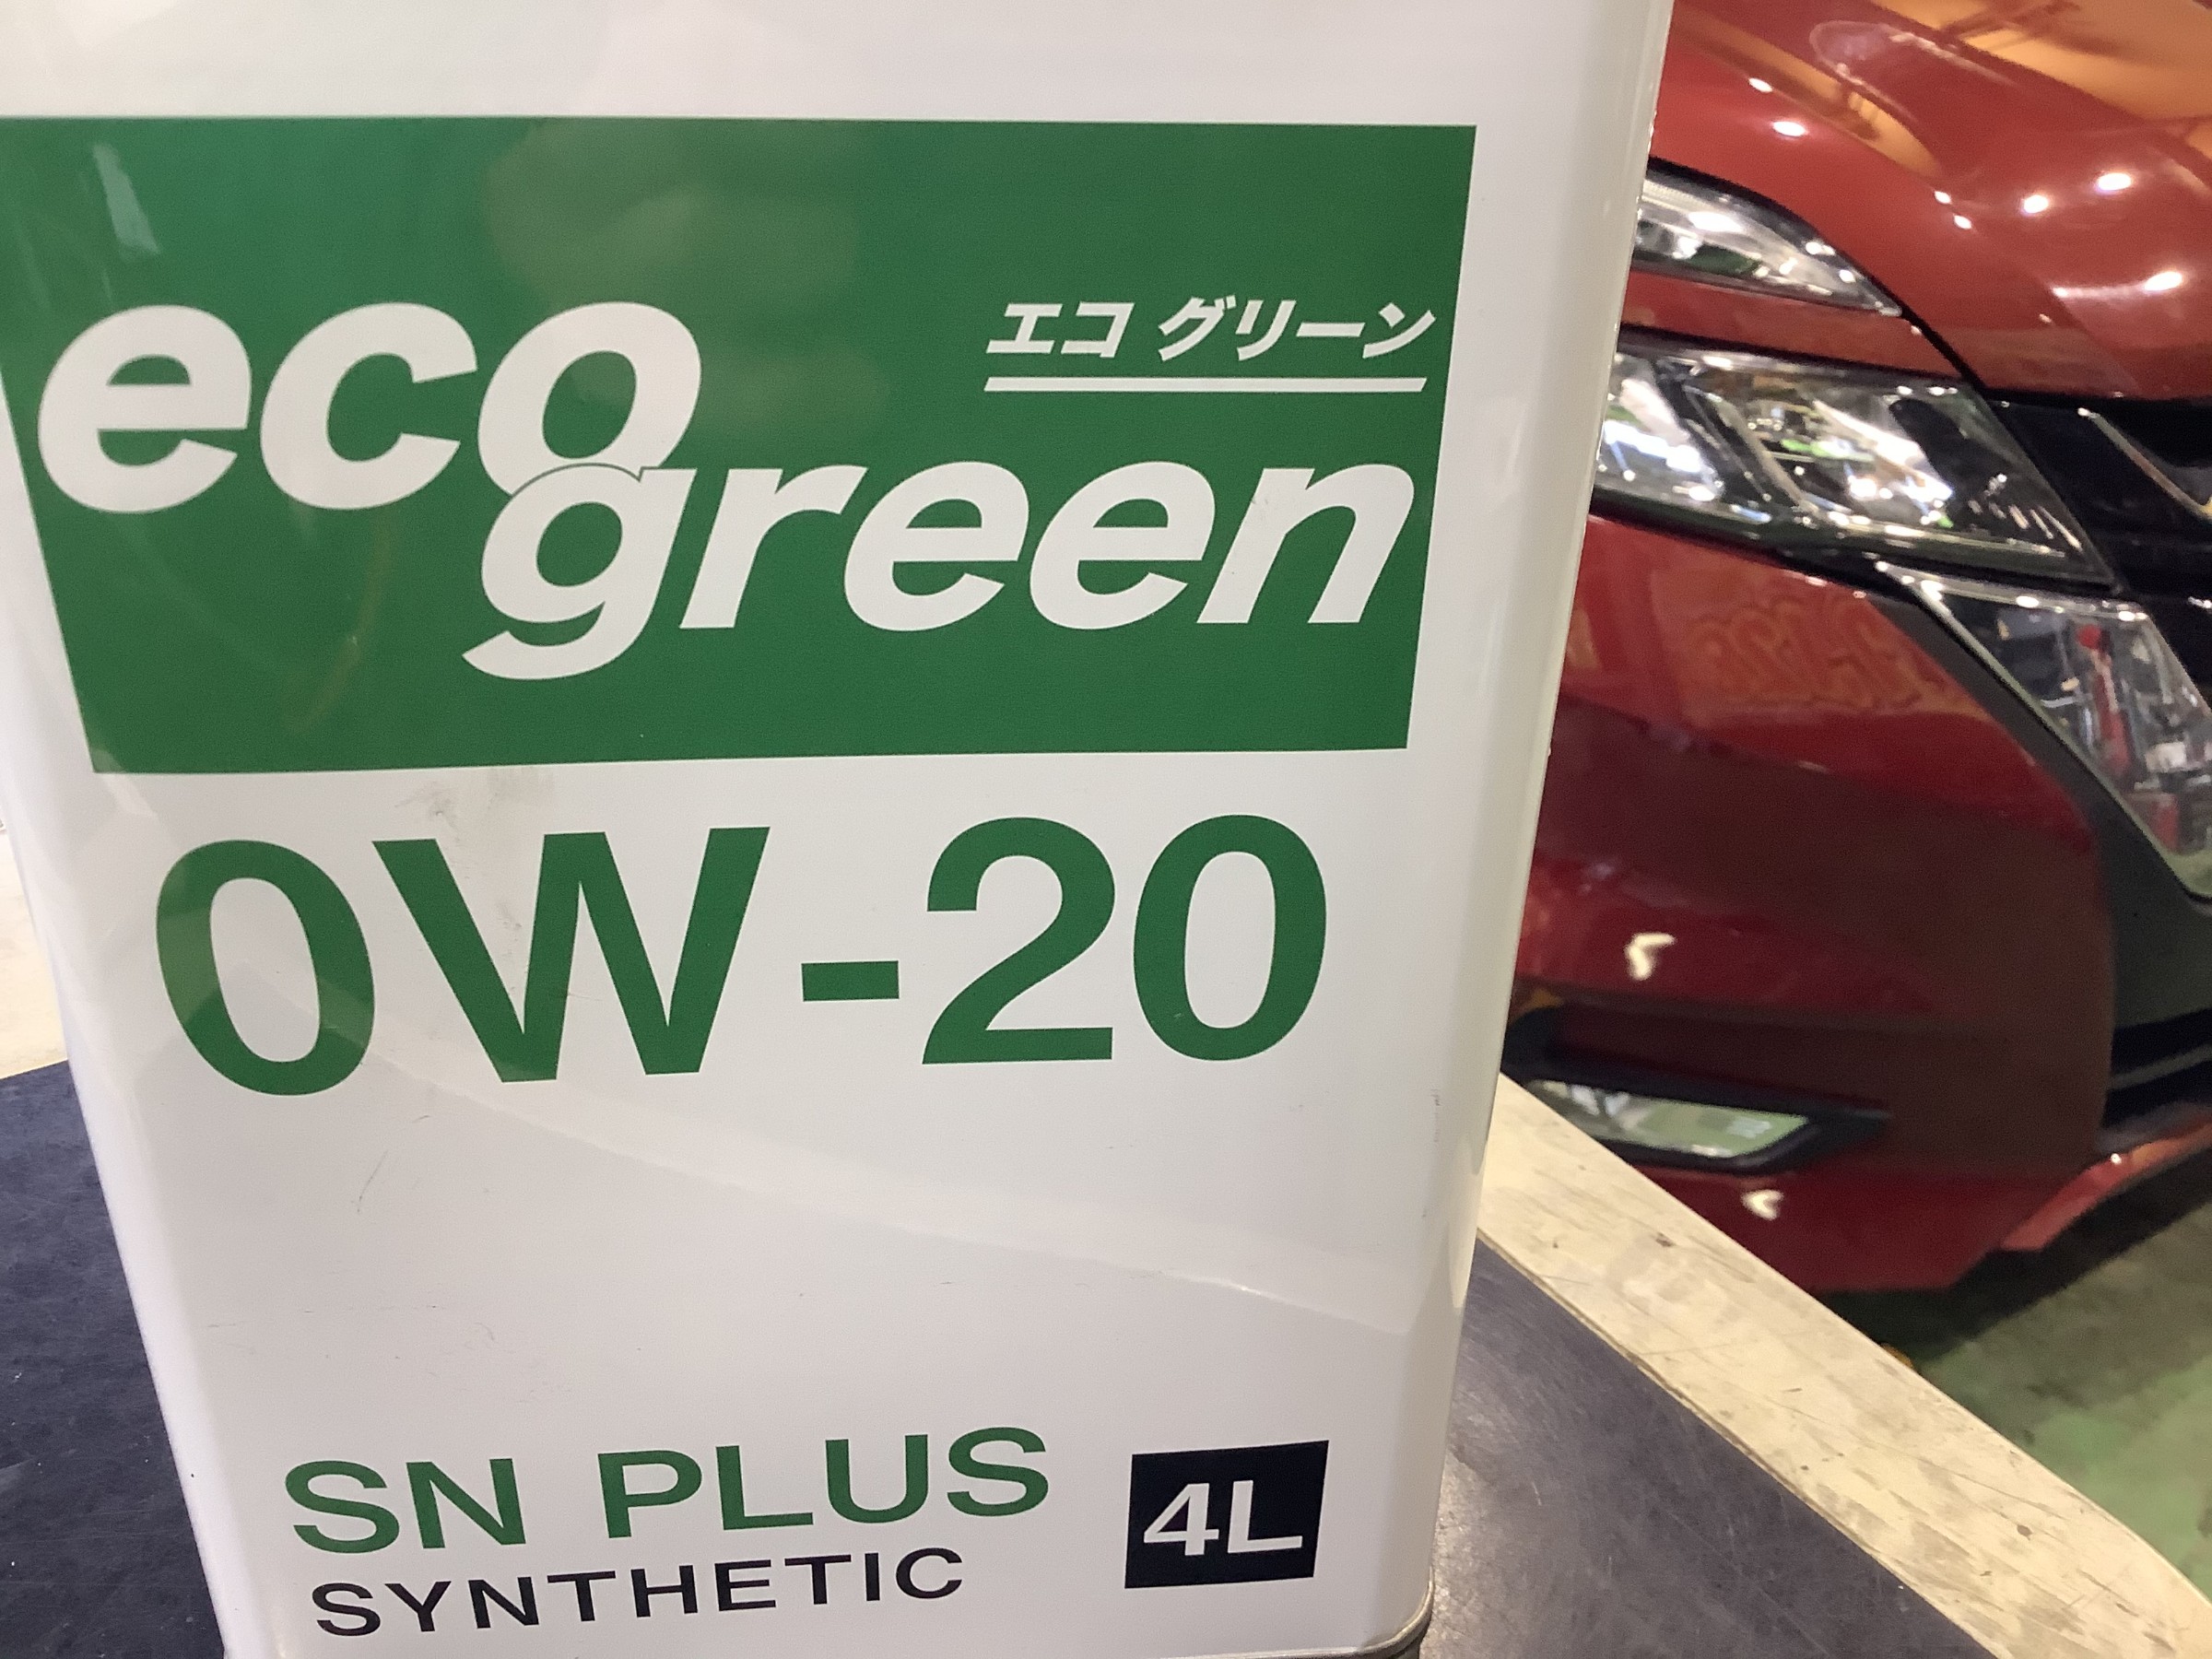 eco
エコ グリーン
green
0W-20
SN PLUS
SYNTHETIC
4L